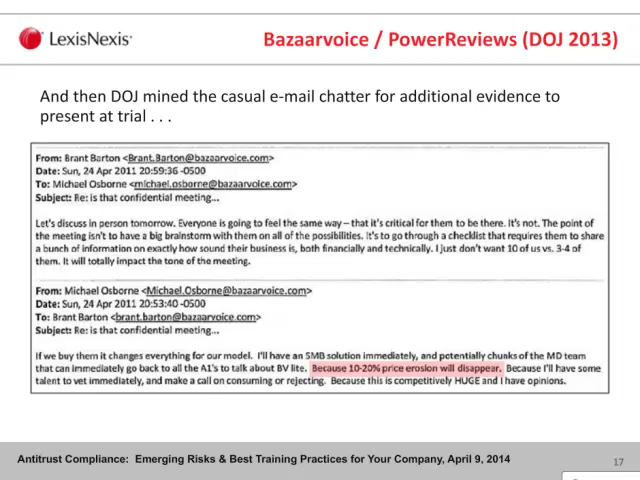 LexisNexis®
Bazaarvoice / PowerReviews (DOJ 2013)
And then DOJ mined the casual e-mail chatter for additional evidence to
present at trial . . .
From: Brant Barton <Brant.Barton@bazaarvoice.com>
Date: Sun, 24 Apr 2011 20:59:36 -0500
To: Michael Osborne <michael.osborne@bazaarvoice.com>
Subject: Re: is that confidential meeting...
Let's discuss in person tomorrow. Everyone is going to feel the same way – that it's critical for them to be there. It's not. The point of
the meeting isn't to have a big brainstorm with them on all of the possibilities. It's to go through a checklist that requires them to share
a bunch of information on exactly how sound their business is, both financially and technically. I just don't want 10 of us vs. 3-4 of
them. It will totally impact the tone of the meeting.
From: Michael Osborne <Michael.Osborne@bazaarvoice.com>
Date: Sun, 24 Apr 2011 20:53:40 -0500
To: Brant Barton <brant.barton@bazaarvoice.com>
Subject: Re: is that confidential meeting...
If we buy them it changes everything for our model. I'll have an SMB solution immediately, and potentially chunks of the MD team
that can immediately go back to all the A1's to talk about BV lite. Because 10-20% price erosion will disappear. Because I'll have some
talent to vet immediately, and make a call on consuming or rejecting. Because this is competitively HUGE and I have opinions.
Antitrust Compliance: Emerging Risks & Best Training Practices for Your Company, April 9, 2014
17